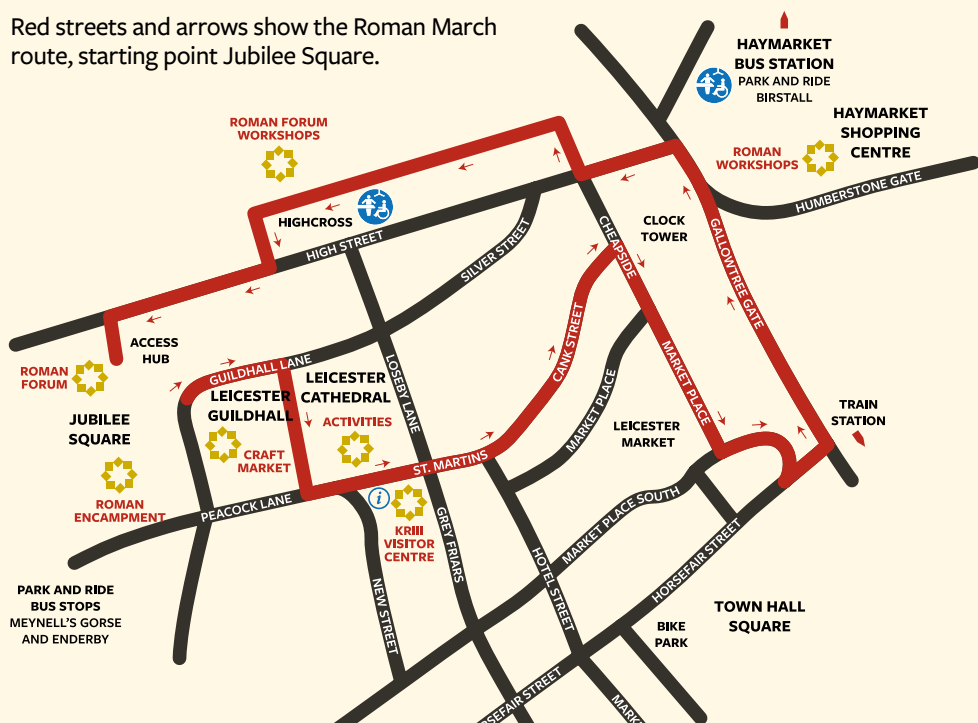 Red streets and arrows show the Roman March
route, starting point Jubilee Square.
HAYMARKET
BUS STATION
PARK AND RIDE
BIRSTALL
HAYMARKET
SHOPPING
CENTRE
ROMAN
WORKSHOPS
HUMBERSTONE GATE
ROMAN FORUM
WORKSHOPS
HIGHCROSS
HIGH STREET
SILVER STREET
CHEAPSIDE
CLOCK
TOWER
GALLOWTREE GATE
ACCESS
HUB
ROMAN
FORUM
GUILDHALL LANE
LEICESTER
GUILDHALL
LEICESTER
CATHEDRAL
LOSEBY LANE
CANK STREET
MARKET PLACE
MARKET PLACE
JUBILEE
SQUARE
CRAFT
MARKET
ACTIVITIES
LEICESTER
MARKET
TRAIN
STATION
ROMAN
ENCAMPMENT
PEACOCK LANE
ST. MARTINS
i
KRIII
VISITOR
CENTRE
GREY FRIARS
NEW STREET
HOTEL STREET
MARKET PLACE SOUTH
HORSEFAIR STREET
PARK AND RIDE
BUS STOPS
MEYNELL'S GORSE
AND ENDERBY
TOWN HALL
SQUARE
BIKE
PARK
HORSEFAIR STREET